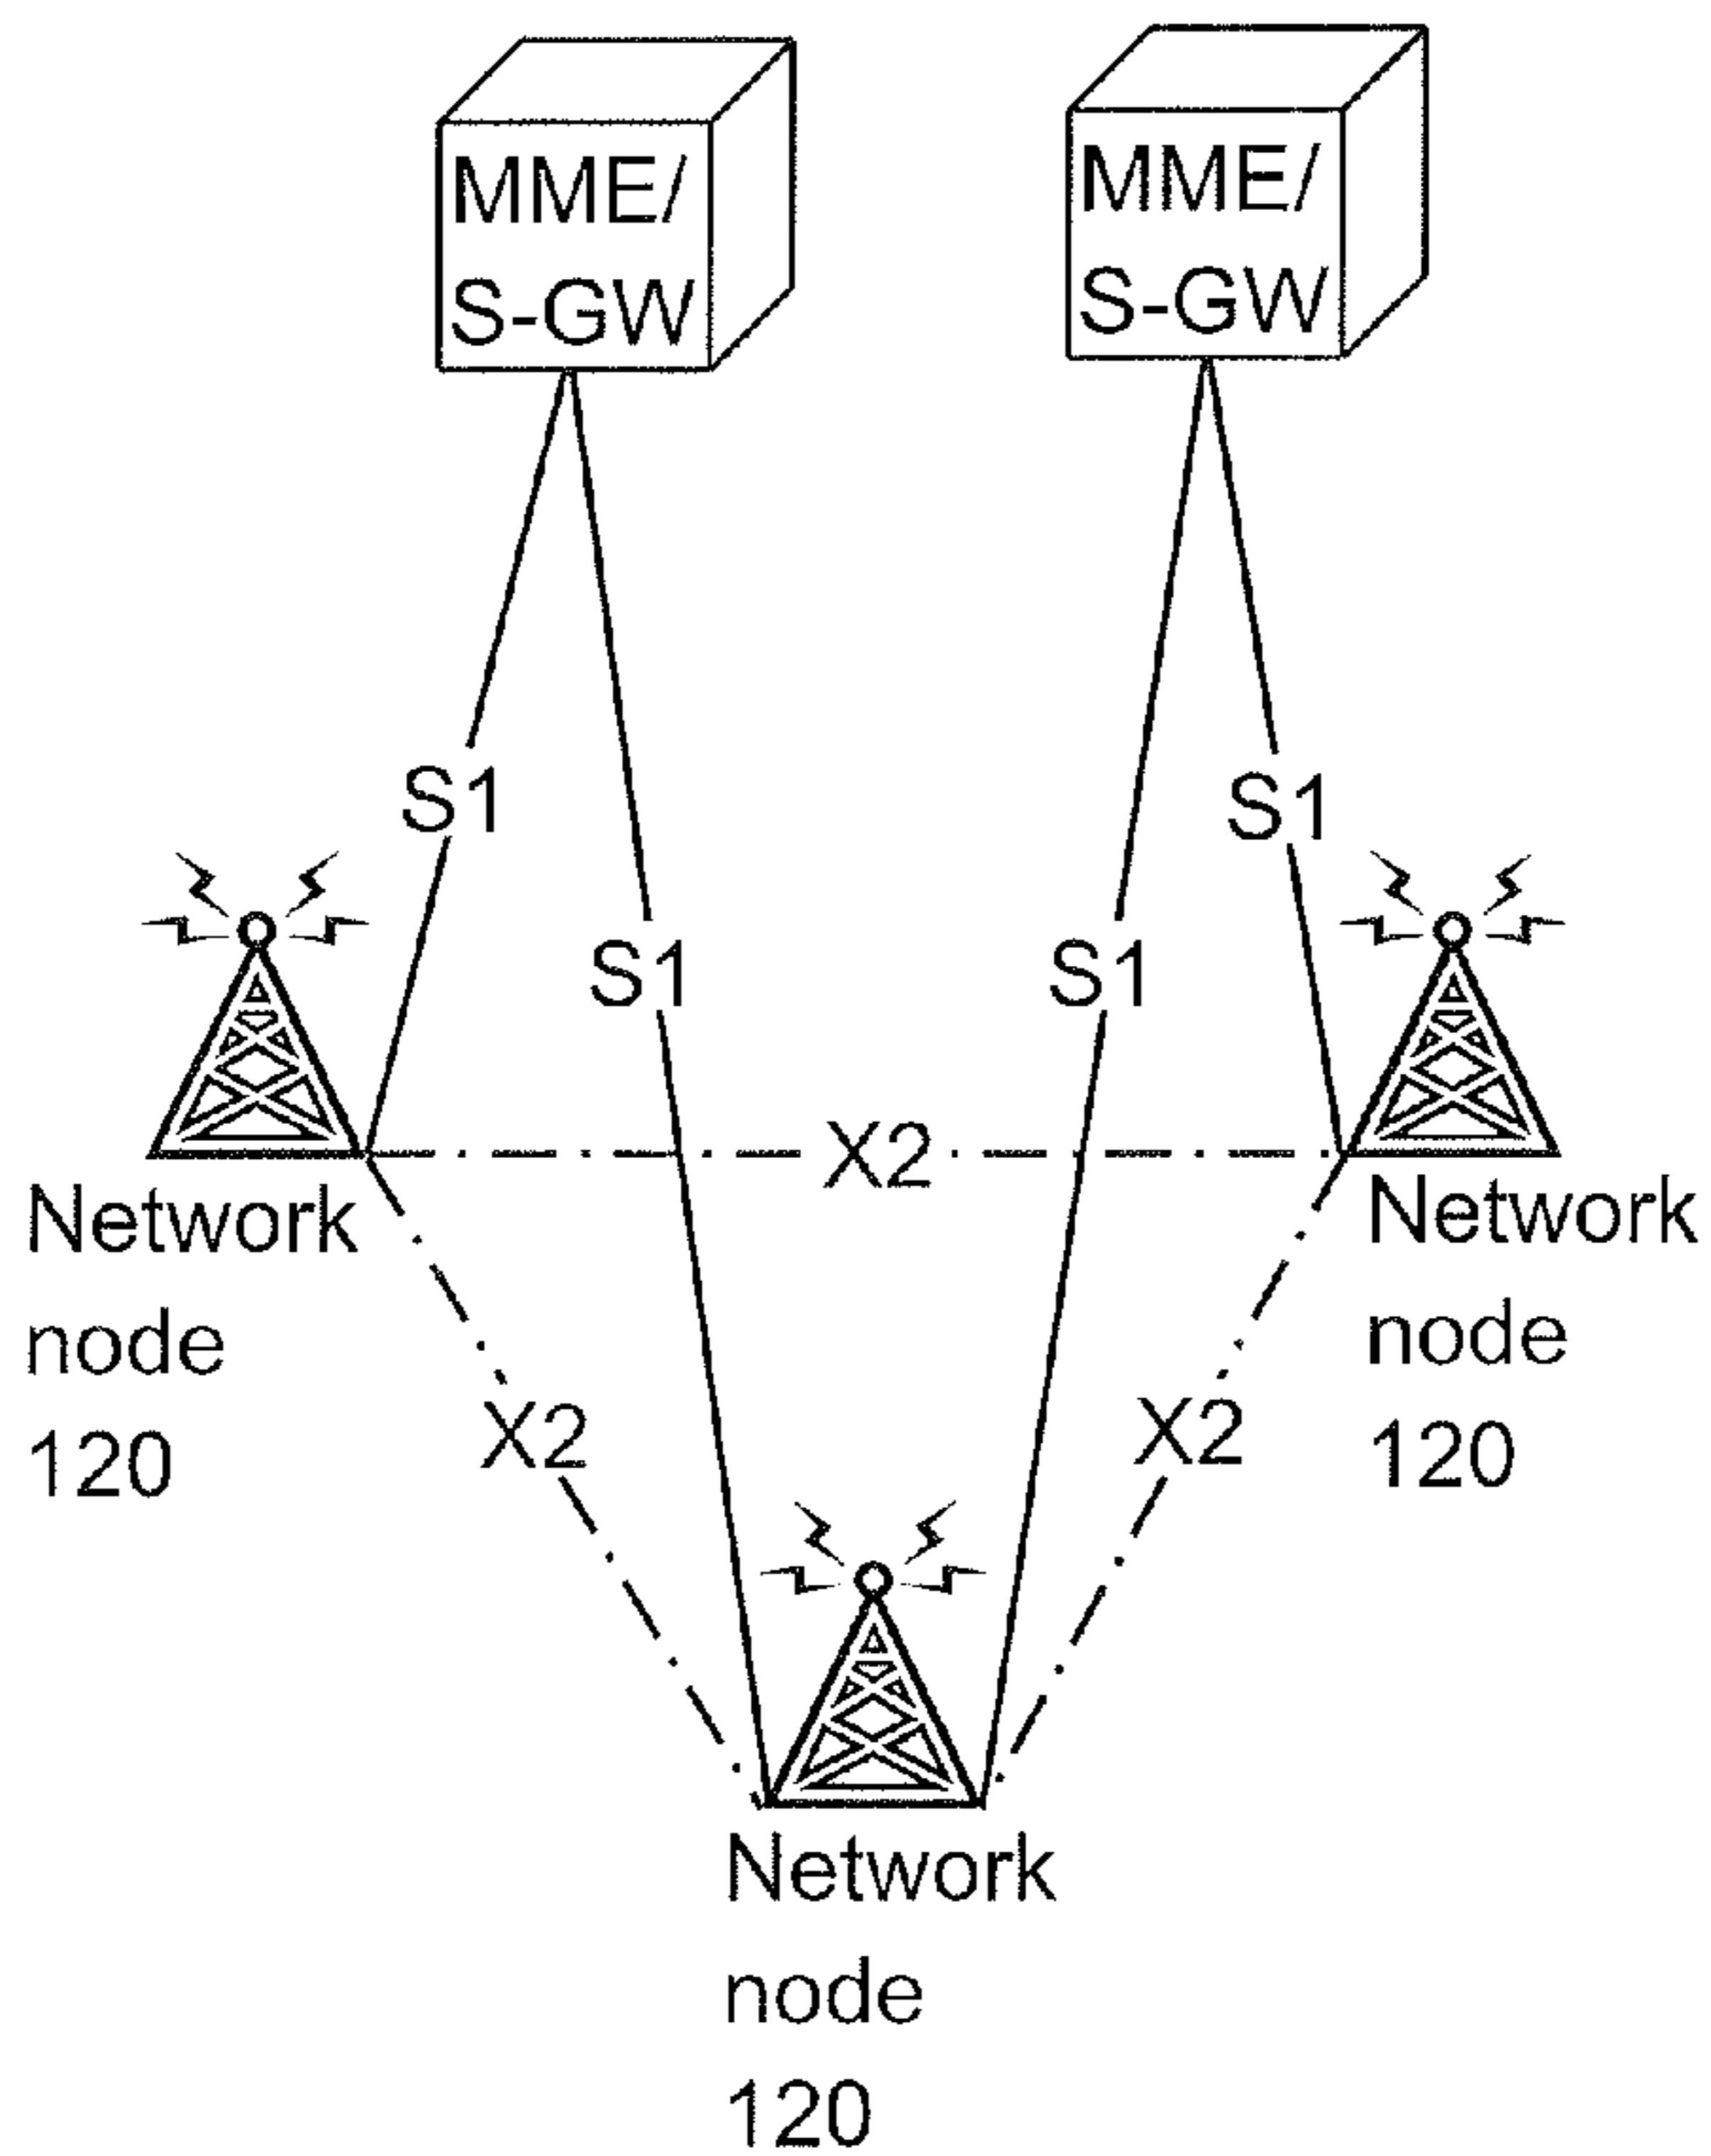 MME/
S-GW
MME/
S-GW
S1
S1
S1
S1
X2
Network
node
120
Network
node
120
X2
X2
Network
node
120